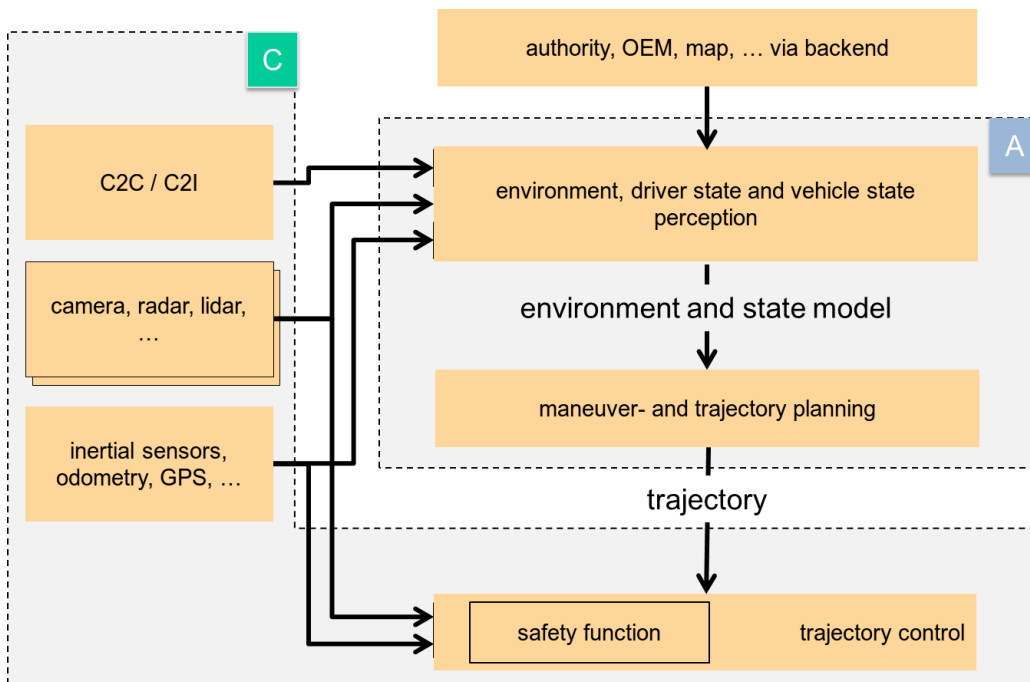 authority, OEM, map, … via backend
C
A
C2C / C2I
environment, driver state and vehicle state
perception
camera, radar, lidar,
…
environment and state model
maneuver- and trajectory planning
inertial sensors,
odometry, GPS, …
trajectory
safety function
trajectory control